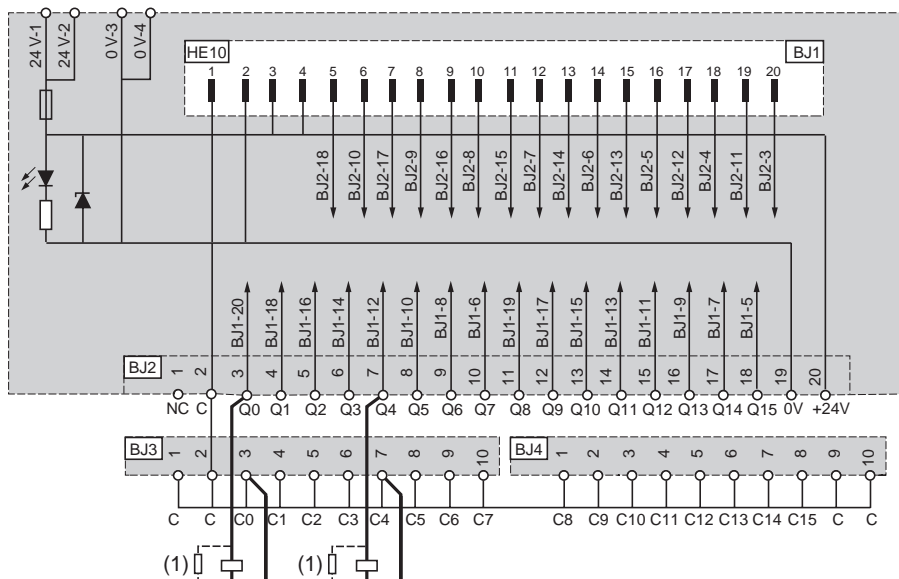 24 V-1
24 V-2
0 V-3
0 V-4
HE10
BJ1
1 2 3 4 5 6 7 8 9 10 11 12 13 14 15 16 17 18 19 20
BJ2-18
BJ2-10
BJ2-17
BJ2-9
BJ2-16
BJ2-8
BJ2-15
BJ2-7
BJ2-14
BJ2-6
BJ2-13
BJ2-5
BJ2-12
BJ2-4
BJ2-11
BJ2-3
BJ1-20
BJ1-18
BJ1-16
BJ1-14
BJ1-12
BJ1-10
BJ1-8
BJ1-6
BJ1-19
BJ1-17
BJ1-15
BJ1-13
BJ1-11
BJ1-9
BJ1-7
BJ1-5
BJ2
1 2 3 4 5 6 7 8 9 10 11 12 13 14 15 16 17 18 19 20
NC C Q0 Q1 Q2 Q3 Q4 Q5 Q6 Q7 Q8 Q9 Q10 Q11 Q12 Q13 Q14 Q15 0V +24V
BJ3
1 2 3 4 5 6 7 8 9 10
BJ4
1 2 3 4 5 6 7 8 9 10
C C C0 C1 C2 C3 C4 C5 C6 C7
C8 C9 C10 C11 C12 C13 C14 C15 C C
(1)
(1)